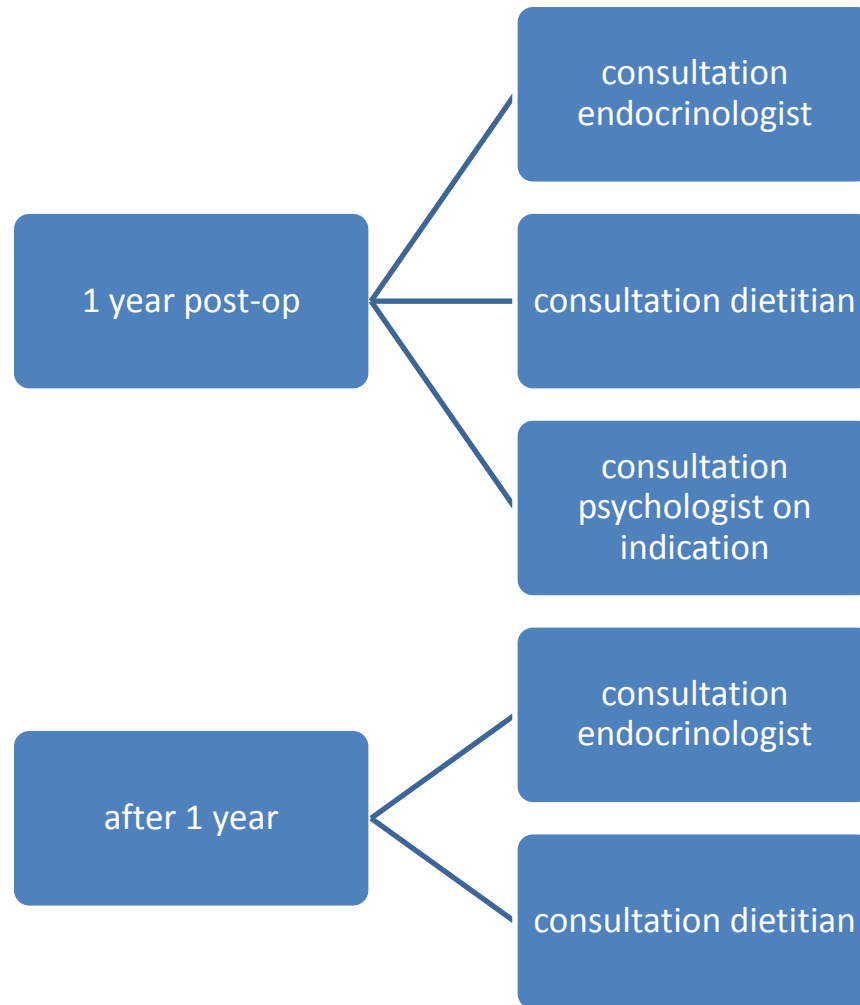 1 year post-op
consultation
endocrinologist
consultation dietitian
consultation
psychologist on
indication
after 1 year
consultation
endocrinologist
consultation dietitian